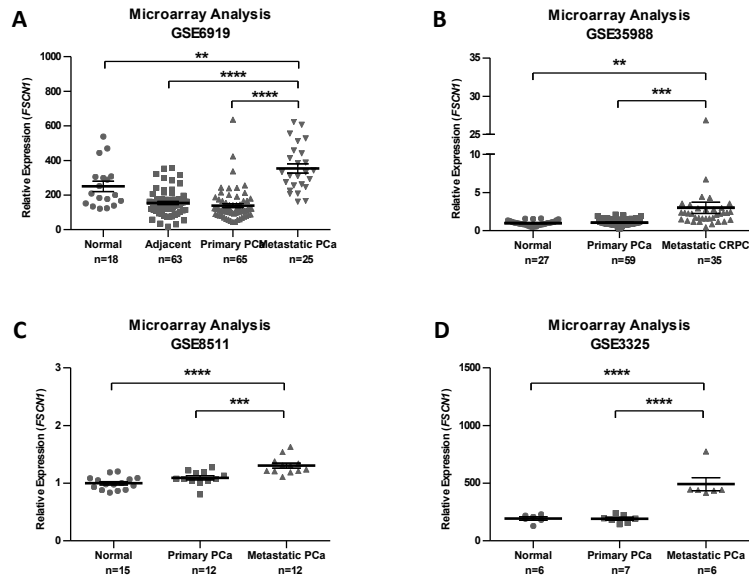 A
Microarray Analysis
GSE6919
Relative Expression (FSCN1)
1000
800
600
400
200
0
**
****
****
Normal
n=18
Adjacent
n=63
Primary PCa
n=65
Metastatic PCa
n=25
B
Microarray Analysis
GSE35988
Relative Expression (FSCN1)
35
30
25
10
5
0
**
***
Normal
n=27
Primary PCa
n=59
Metastatic CRPC
n=35
C
Microarray Analysis
GSE8511
Relative Expression (FSCN1)
3
2
1
0
****
***
Normal
n=15
Primary PCa
n=12
Metastatic PCa
n=12
D
Microarray Analysis
GSE3325
Relative Expression (FSCN1)
1500
1000
500
0
****
****
Normal
n=6
Primary PCa
n=7
Metastatic PCa
n=6